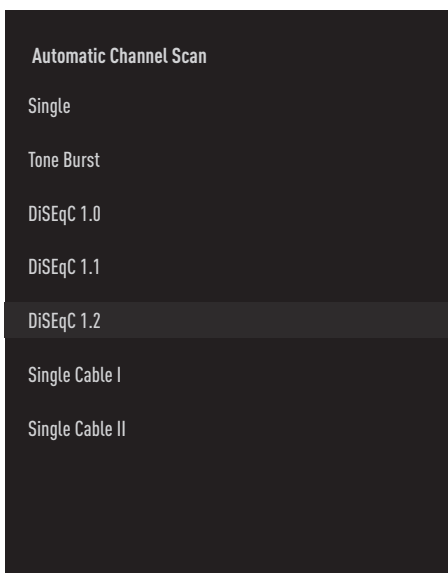 Automatic Channel Scan
Single
Tone Burst
DiSEqC 1.0
DiSEqC 1.1
DiSEqC 1.2
Single Cable I
Single Cable II